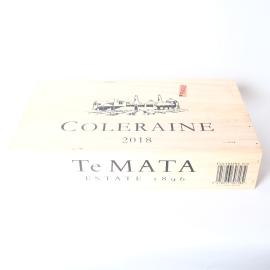 COLERAINE
2018
Te MATA
ESTATE 1896